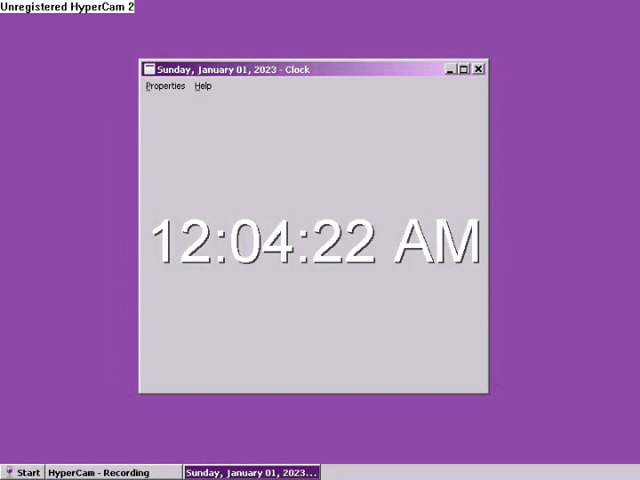 Unregistered HyperCam 2
Sunday, January 01, 2023 - Clock
Properties Help
12:04:22 AM
Start HyperCam - Recording Sunday, January 01, 2023...